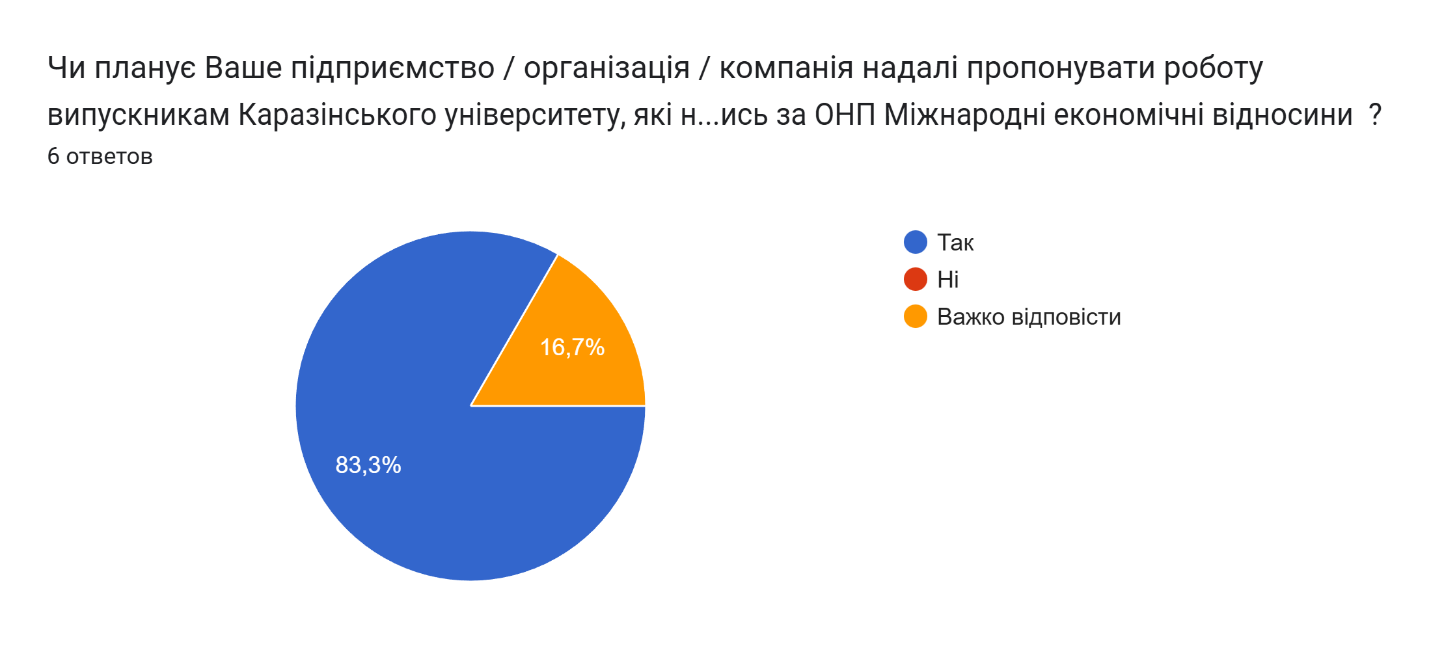 Чи планує Ваше підприємство / організація / компанія надалі пропонувати роботу
випускникам Каразінського університету, які н...ись за ОНП Міжнародні економічні відносини  ?
6 ответов
Так
Ні
Важко відповісти
16,7%
83,3%